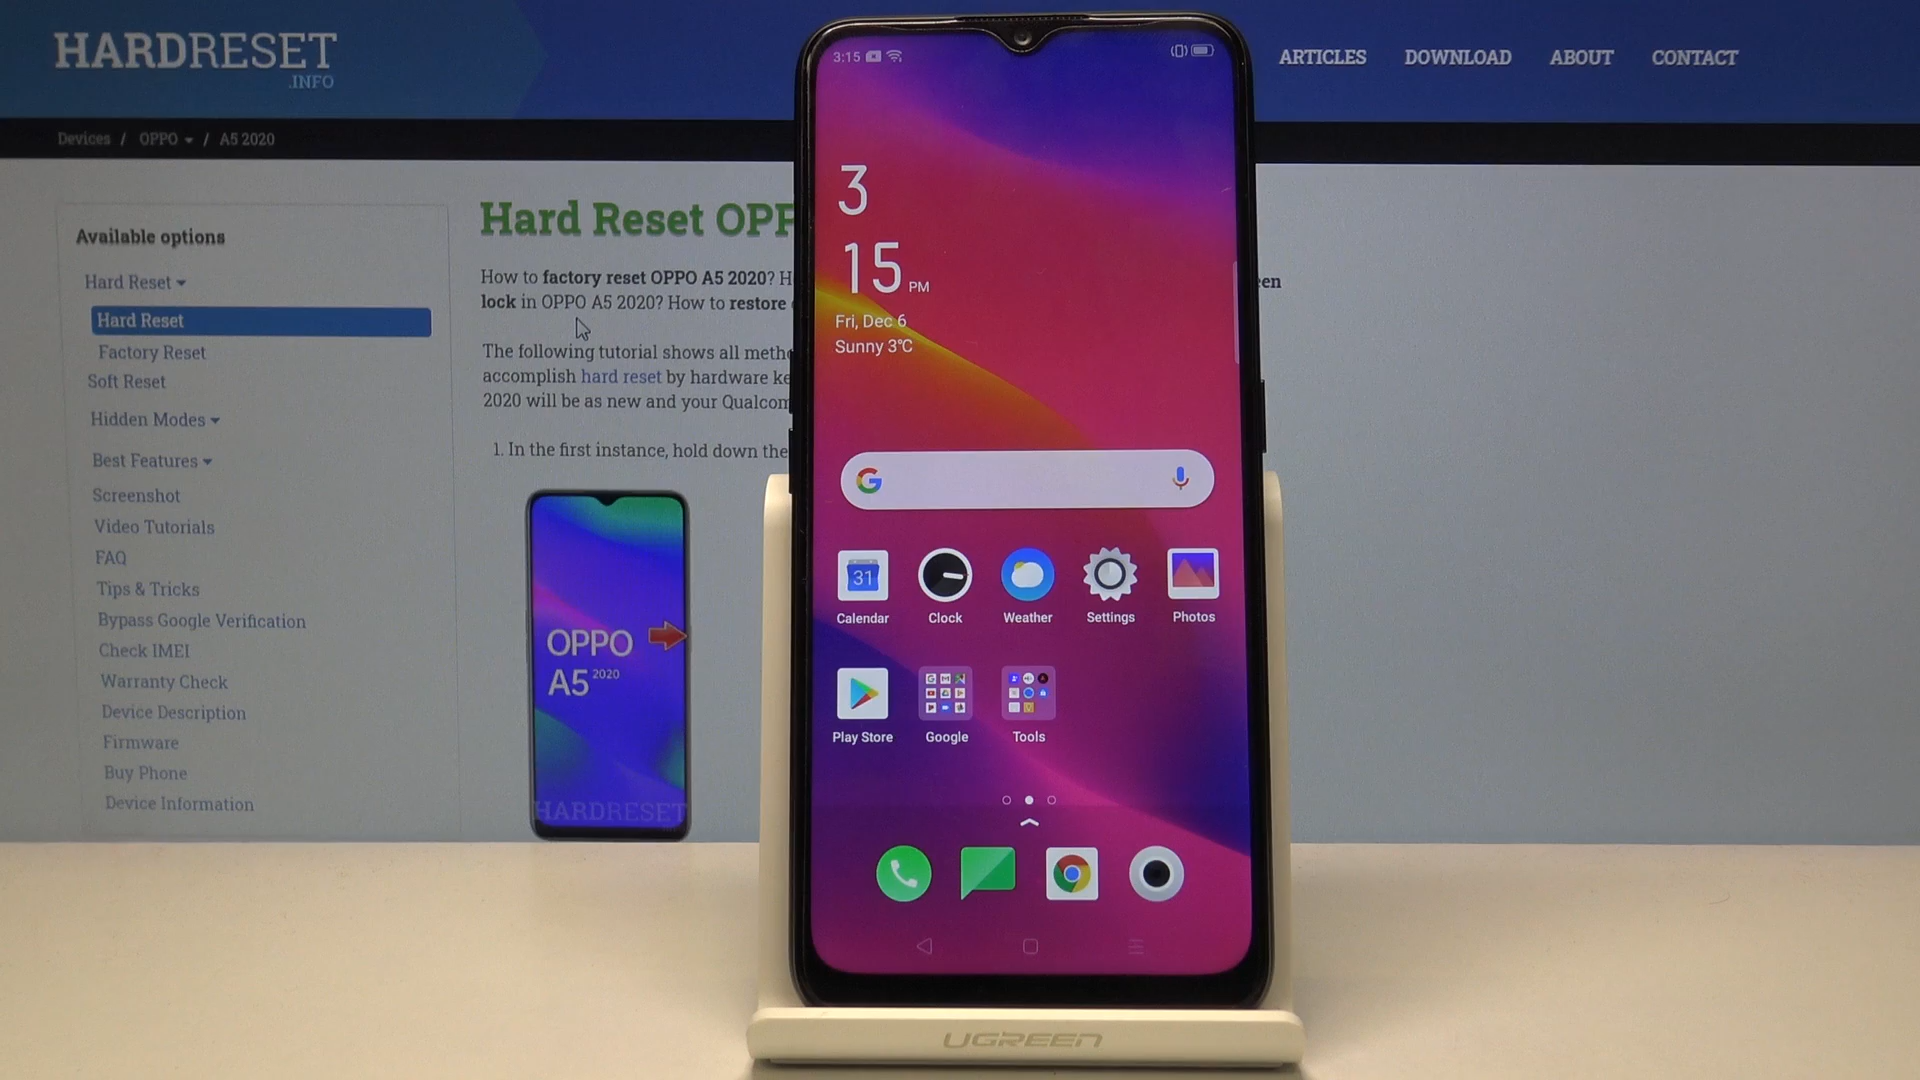 HARDRESET
.INFO
ARTICLES DOWNLOAD ABOUT CONTACT
Devices / OPPO / A5 2020
Available options
Hard Reset
Hard Reset
Factory Reset
Soft Reset
Hidden Modes
Best Features
Screenshot
Video Tutorials
FAQ
Tips & Tricks
Bypass Google Verification
Check IMEI
Warranty Check
Device Description
Firmware
Buy Phone
Device Information
Hard Reset OPP
How to factory reset OPPO A5 2020? H
lock in OPPO A5 2020? How to restore
een
The following tutorial shows all meth
accomplish hard reset by hardware ke
2020 will be as new and your Qualcom
1. In the first instance, hold down the
OPPO
A5 2020
HARDRESET
3:15
3
15 PM
Fri, Dec 6
Sunny 3℃
G
31
Calendar Clock Weather Settings Photos
Play Store Google Tools
UGREEN